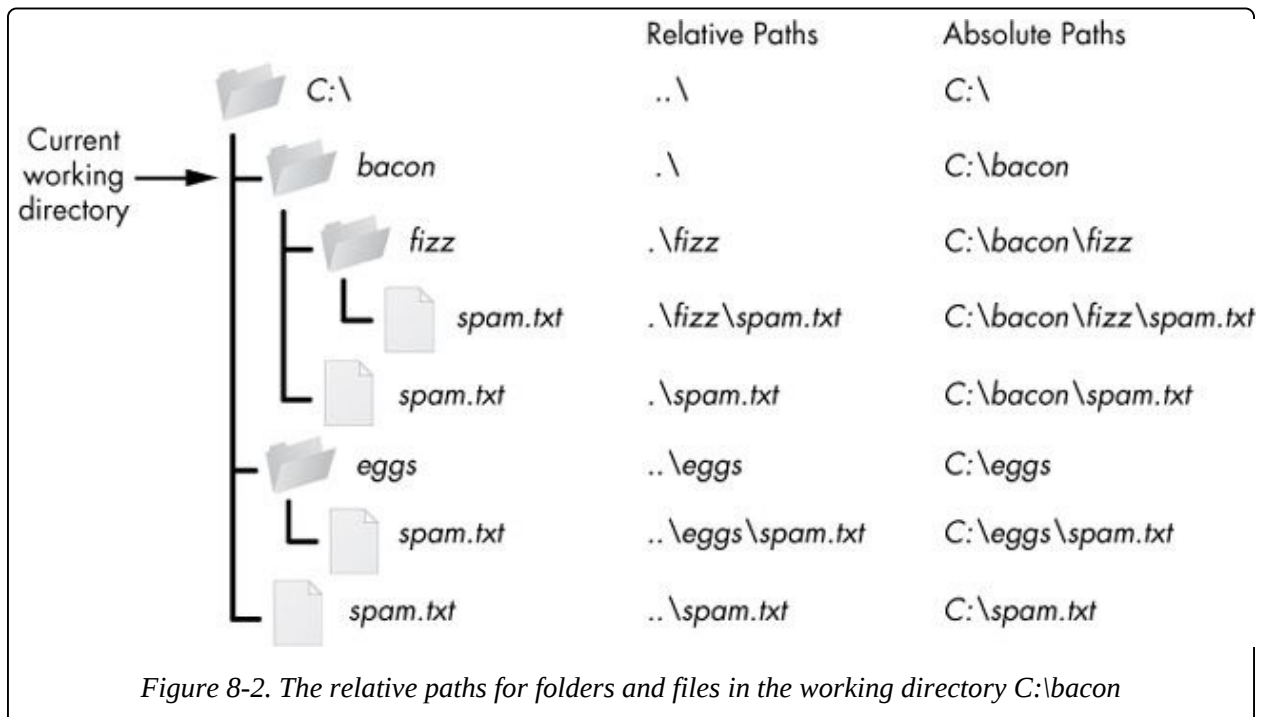 Relative Paths Absolute Paths
C:\ ..\ C:\
Current
working
directory
bacon .\ C:\bacon
fizz .\fizz C:\bacon\fizz
spam.txt .\fizz\spam.txt C:\bacon\fizz\spam.txt
spam.txt .\spam.txt C:\bacon\spam.txt
eggs ..\eggs C:\eggs
spam.txt ..\eggs\spam.txt C:\eggs\spam.txt
spam.txt ..\spam.txt C:\spam.txt
Figure 8-2. The relative paths for folders and files in the working directory C:\bacon